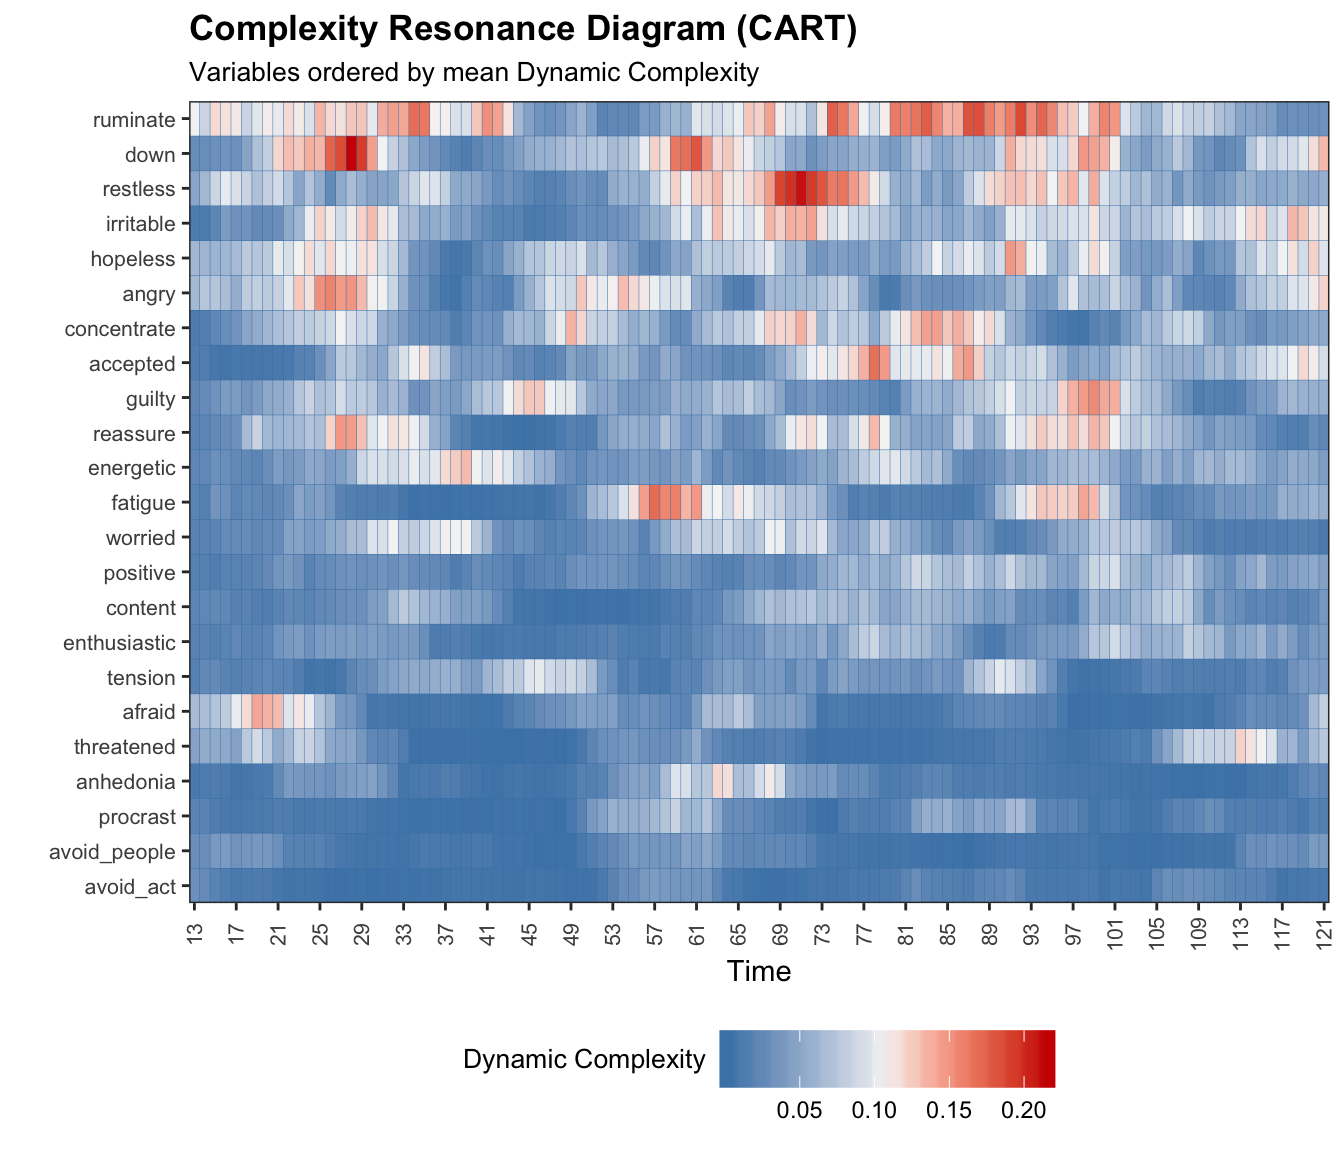 Complexity Resonance Diagram (CART)
Variables ordered by mean Dynamic Complexity
ruminate
down
restless
irritable
hopeless
angry
concentrate
accepted
guilty
reassure
energetic
fatigue
worried
positive
content
enthusiastic
tension
afraid
threatened
anhedonia
procrast
avoid_people
avoid_act
13 17 21 25 29 33 37 41 45 49 53 57 61 65 69 73 77 81 85 89 93 97 101 105 109 113 117 121
Time
Dynamic Complexity
0.05 0.10 0.15 0.20